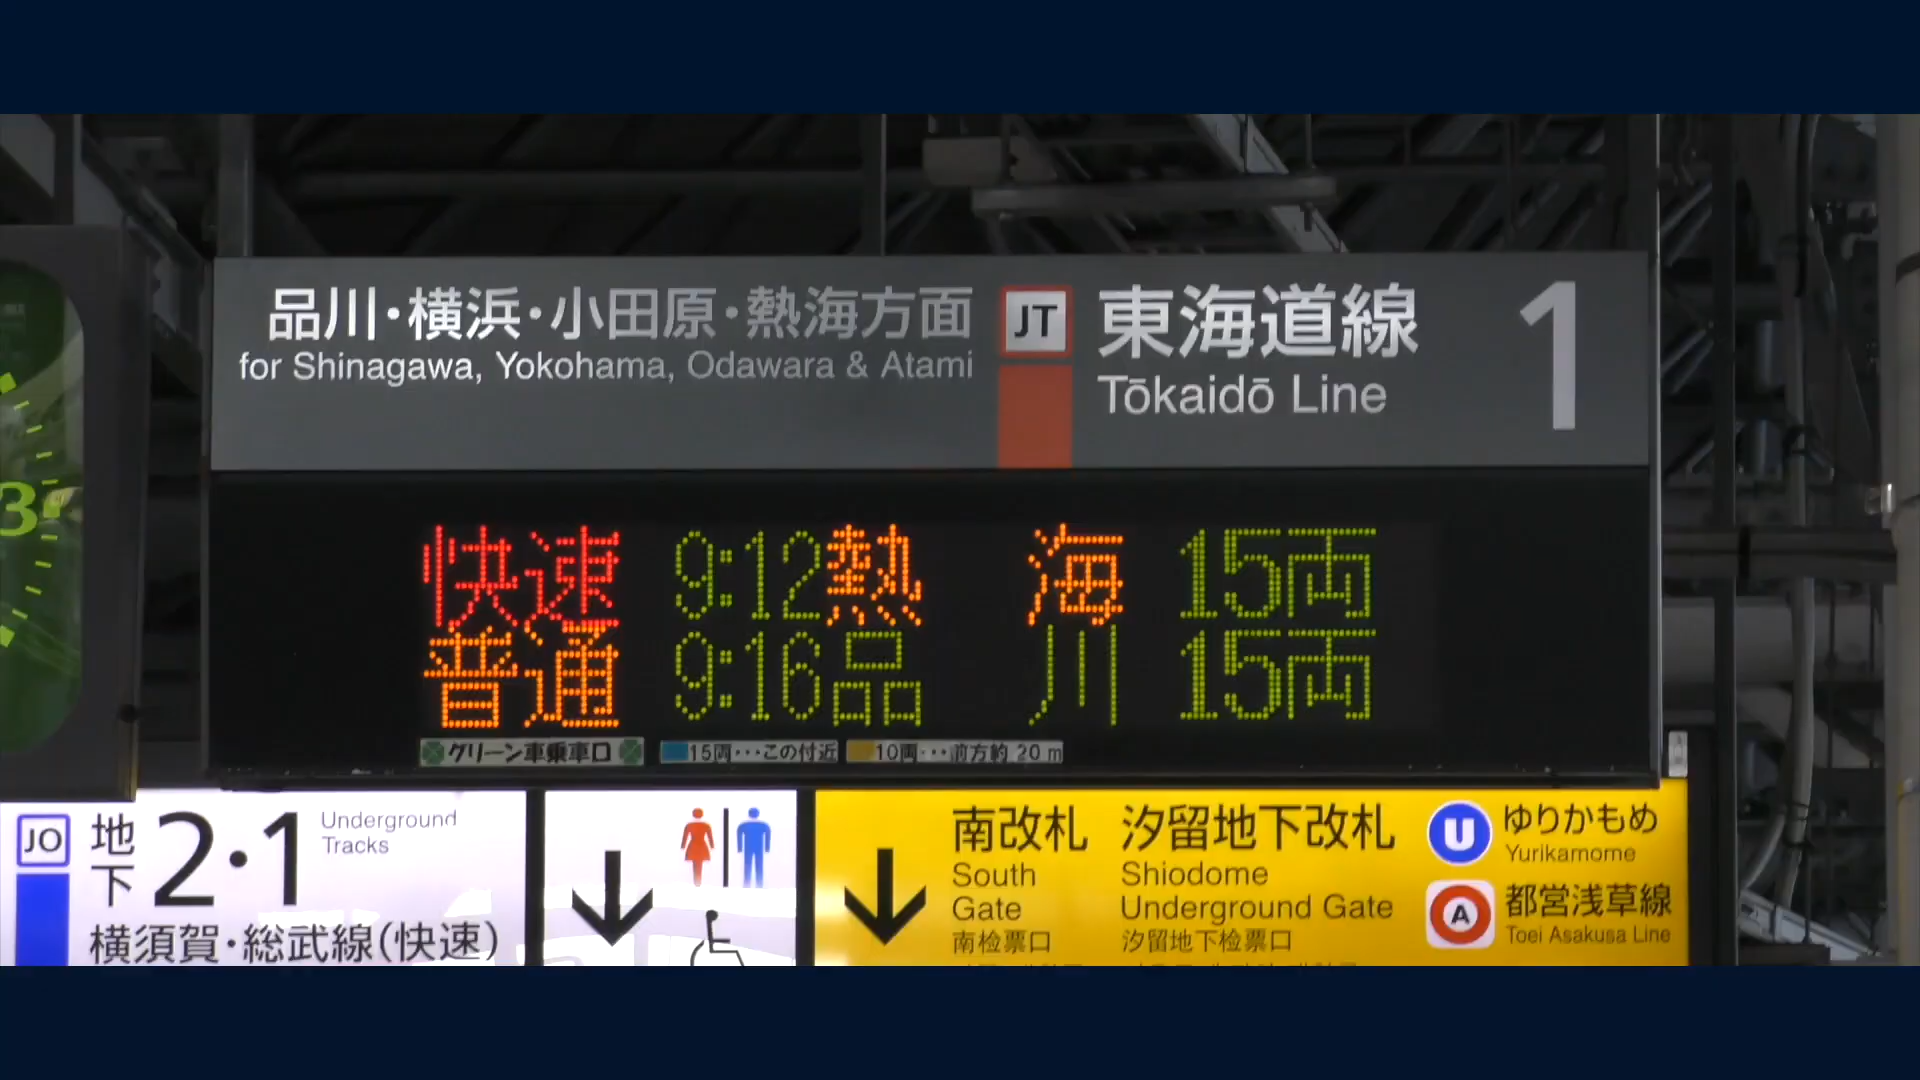 品川・横浜・小田原・熱海方面
for Shinagawa, Yokohama, Odawara & Atami
JT
東海道線
Tōkaidō Line
1
3
快速 9:12 熱海 15両
普通 9:16 品川 15両
グリーン車乗車口
15両･･･この付近
10両･･･前方約 20 m
JO
地下 2・1
Underground
Tracks
横須賀・総武線(快速)
南改札
South
Gate
南检票口
汐留地下改札
Shiodome
Underground Gate
汐留地下检票口
U
ゆりかもめ
Yurikamome
A
都営浅草線
Toei Asakusa Line